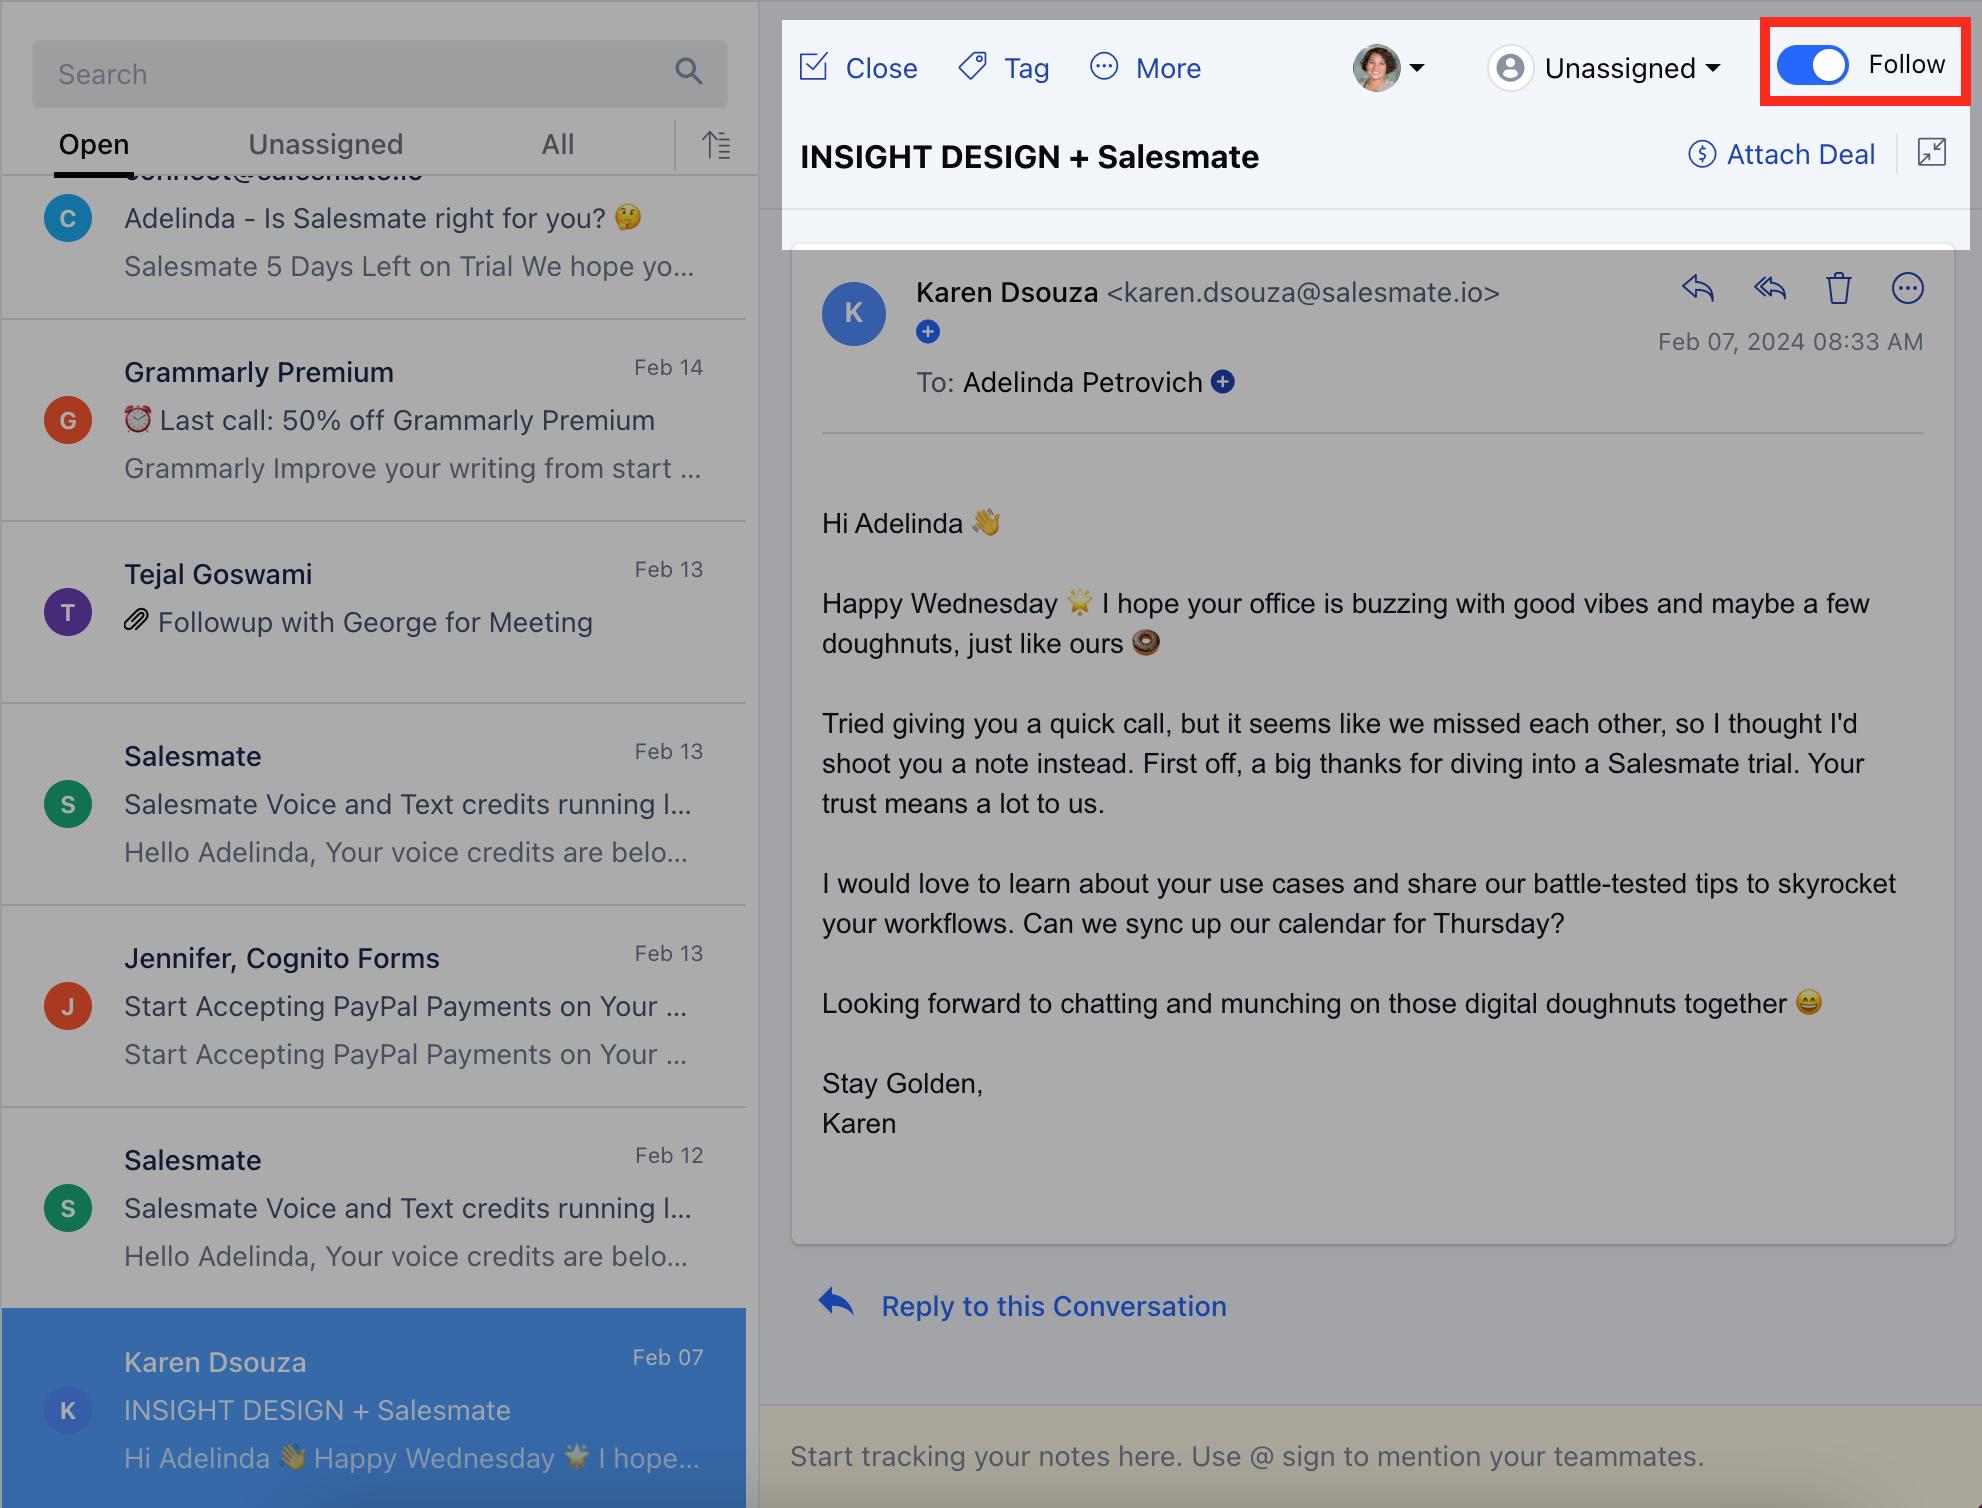 Search
Open
Unassigned
All
connect@salesmate.io
C
Adelinda - Is Salesmate right for you? 🤔
Salesmate 5 Days Left on Trial We hope yo...
Grammarly Premium
Feb 14
G
⏰ Last call: 50% off Grammarly Premium
Grammarly Improve your writing from start ...
Tejal Goswami
Feb 13
T
Followup with George for Meeting
Salesmate
Feb 13
S
Salesmate Voice and Text credits running l...
Hello Adelinda, Your voice credits are belo...
Jennifer, Cognito Forms
Feb 13
J
Start Accepting PayPal Payments on Your ...
Start Accepting PayPal Payments on Your ...
Salesmate
Feb 12
S
Salesmate Voice and Text credits running l...
Hello Adelinda, Your voice credits are belo...
Karen Dsouza
Feb 07
K
INSIGHT DESIGN + Salesmate
Hi Adelinda 👋 Happy Wednesday 🌟 I hope...
Close
Tag
More
Unassigned
Follow
INSIGHT DESIGN + Salesmate
Attach Deal
K
Karen Dsouza <karen.dsouza@salesmate.io>
Feb 07, 2024 08:33 AM
To: Adelinda Petrovich
Hi Adelinda 👋
Happy Wednesday 🌟 I hope your office is buzzing with good vibes and maybe a few
doughnuts, just like ours 🍩
Tried giving you a quick call, but it seems like we missed each other, so I thought I'd
shoot you a note instead. First off, a big thanks for diving into a Salesmate trial. Your
trust means a lot to us.
I would love to learn about your use cases and share our battle-tested tips to skyrocket
your workflows. Can we sync up our calendar for Thursday?
Looking forward to chatting and munching on those digital doughnuts together 😄
Stay Golden,
Karen
Reply to this Conversation
Start tracking your notes here. Use @ sign to mention your teammates.